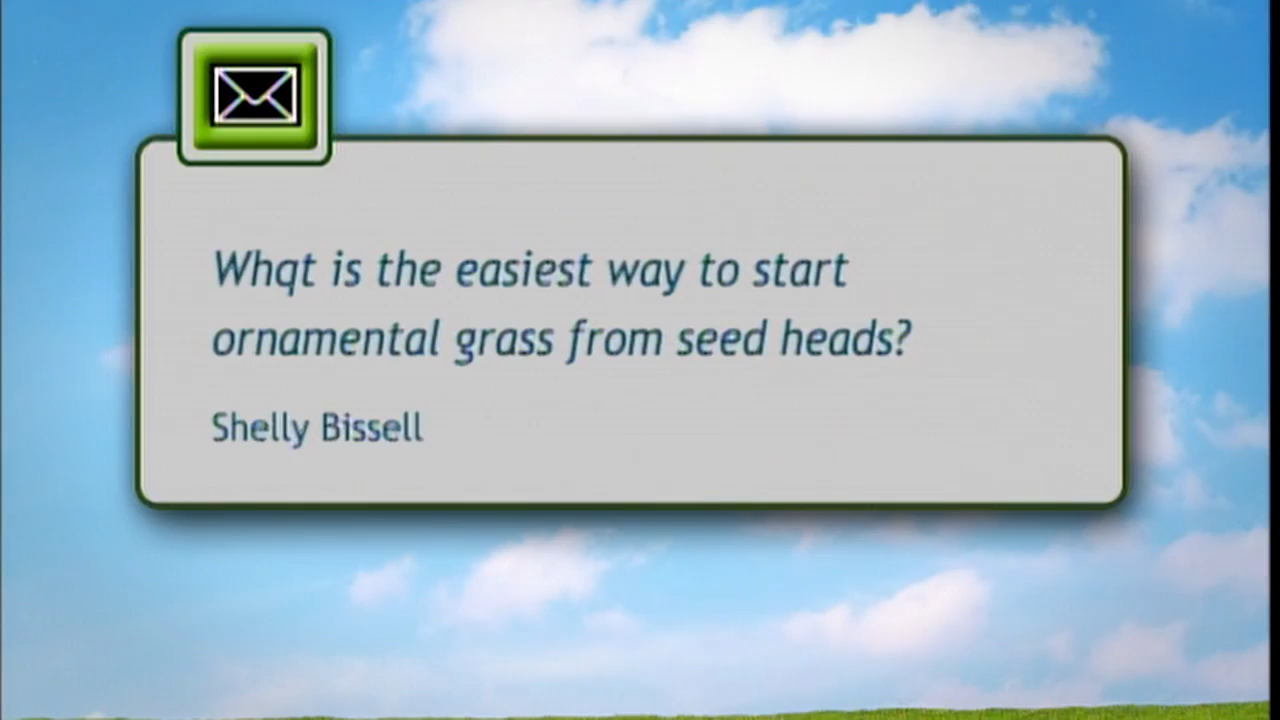 Whqt is the easiest way to start
ornamental grass from seed heads?
Shelly Bissell